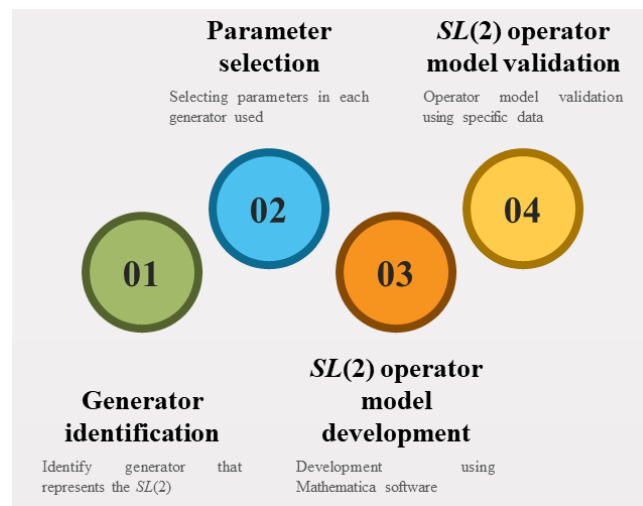 Parameter
selection
Selecting parameters in each
generator used
SL(2) operator
model validation
Operator model validation
using specific data
01
02
03
04
Generator
identification
Identify generator that
represents the SL(2)
SL(2) operator
model
development
Development using
Mathematica software